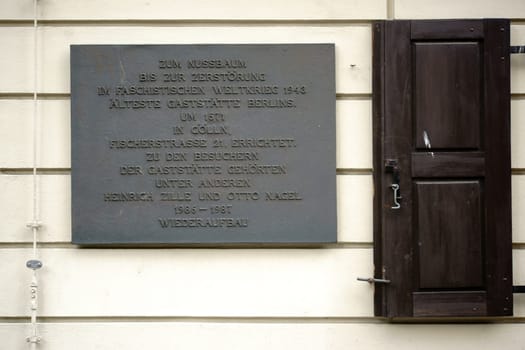 ZUM NUSSBAUM
BIS ZUR ZERSTÖRUNG
IM FASCHISTISCHEN WELTKRIEG 1943
ÄLTESTE GASTSTÄTTE BERLINS.
UM 1571
IN CÖLLN,
FISCHERSTRASSE 21, ERRICHTET.
ZU DEN BESUCHERN
DER GASTSTÄTTE GEHÖRTEN
UNTER ANDEREN
HEINRICH ZILLE UND OTTO NAGEL
1986 – 1987
WIEDERAUFBAU